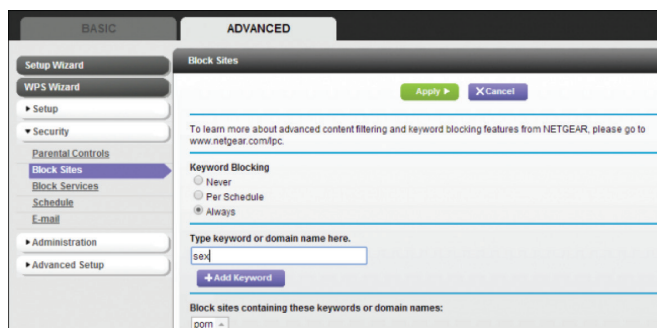 BASIC
ADVANCED
Setup Wizard
WPS Wizard
Setup
Security
Parental Controls
Block Sites
Block Services
Schedule
E-mail
Administration
Advanced Setup
Block Sites
Apply
X Cancel
To learn more about advanced content filtering and keyword blocking features from NETGEAR, please go to
www.netgear.com/lpc.
Keyword Blocking
Never
Per Schedule
Always
Type keyword or domain name here.
sex
+ Add Keyword
Block sites containing these keywords or domain names:
porn